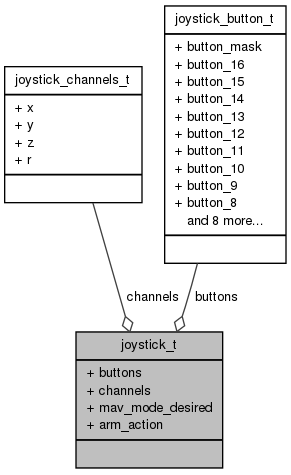 joystick_button_t
+ button_mask
+ button_16
+ button_15
+ button_14
+ button_13
+ button_12
+ button_11
+ button_10
+ button_9
+ button_8
and 8 more...
joystick_channels_t
+ x
+ y
+ z
+ r
channels
buttons
joystick_t
+ buttons
+ channels
+ mav_mode_desired
+ arm_action